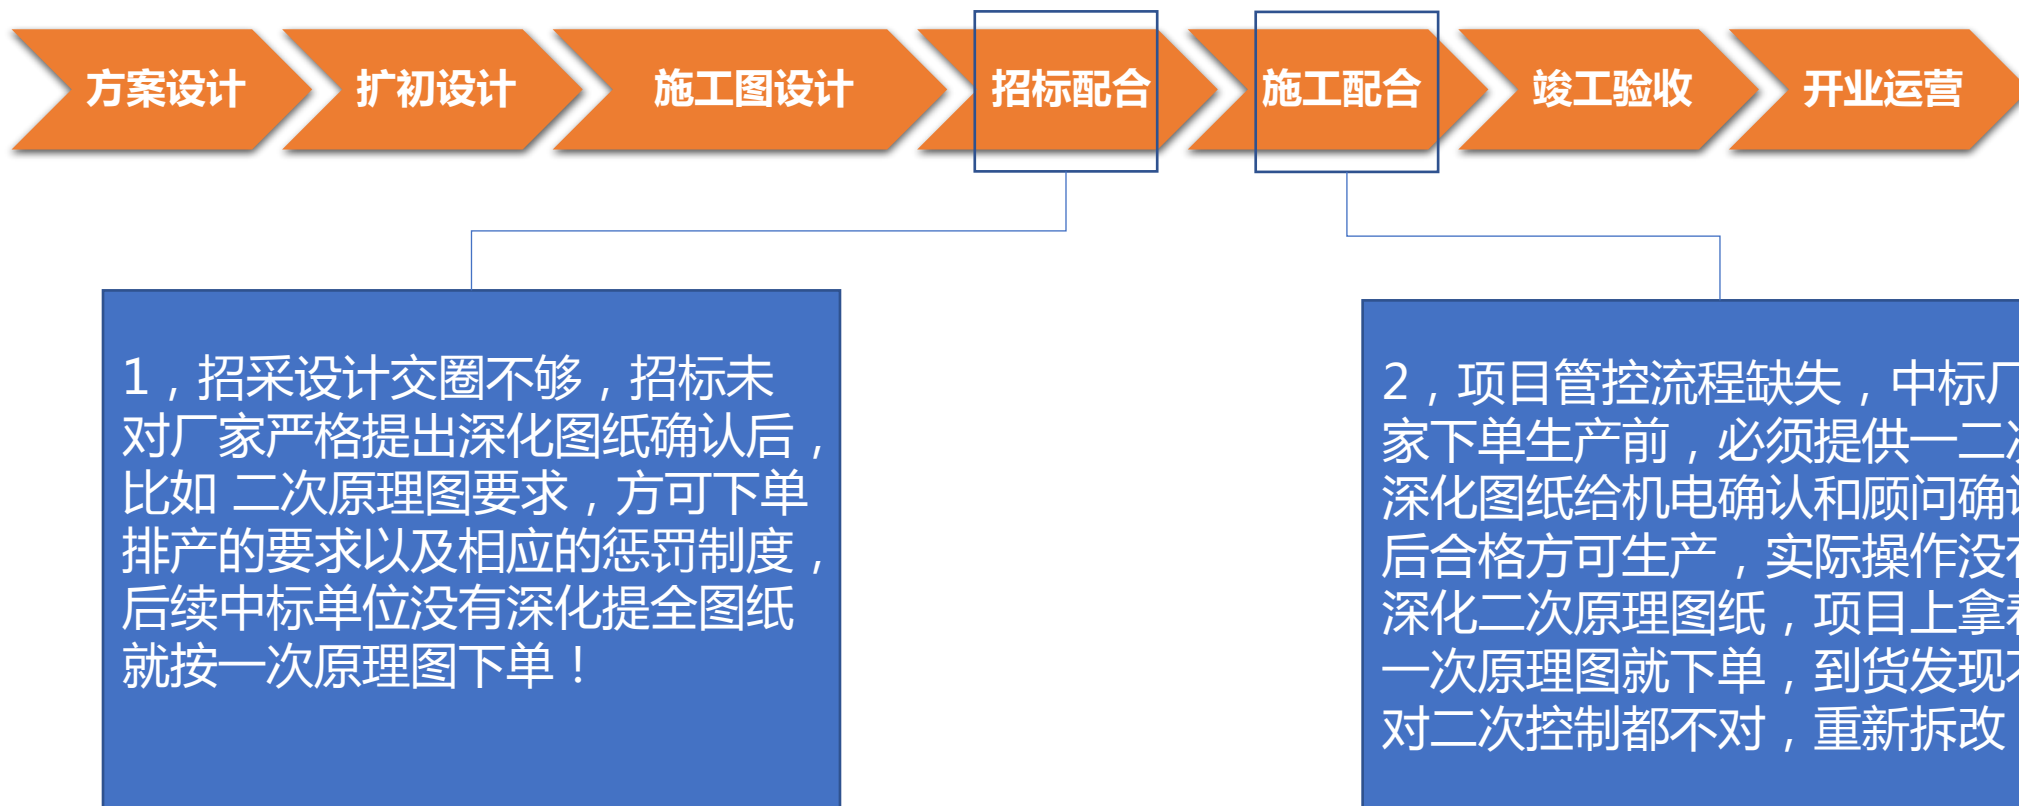 方案设计
扩初设计
施工图设计
招标配合
施工配合
竣工验收
开业运营
1，招采设计交圈不够，招标未
对厂家严格提出深化图纸确认后，
比如 二次原理图要求，方可下单
排产的要求以及相应的惩罚制度，
后续中标单位没有深化提全图纸
就按一次原理图下单！
2，项目管控流程缺失，中标厂
家下单生产前，必须提供一二次
深化图纸给机电确认和顾问确认
后合格方可生产，实际操作没有
深化二次原理图纸，项目上拿着
一次原理图就下单，到货发现不
对二次控制都不对，重新拆改